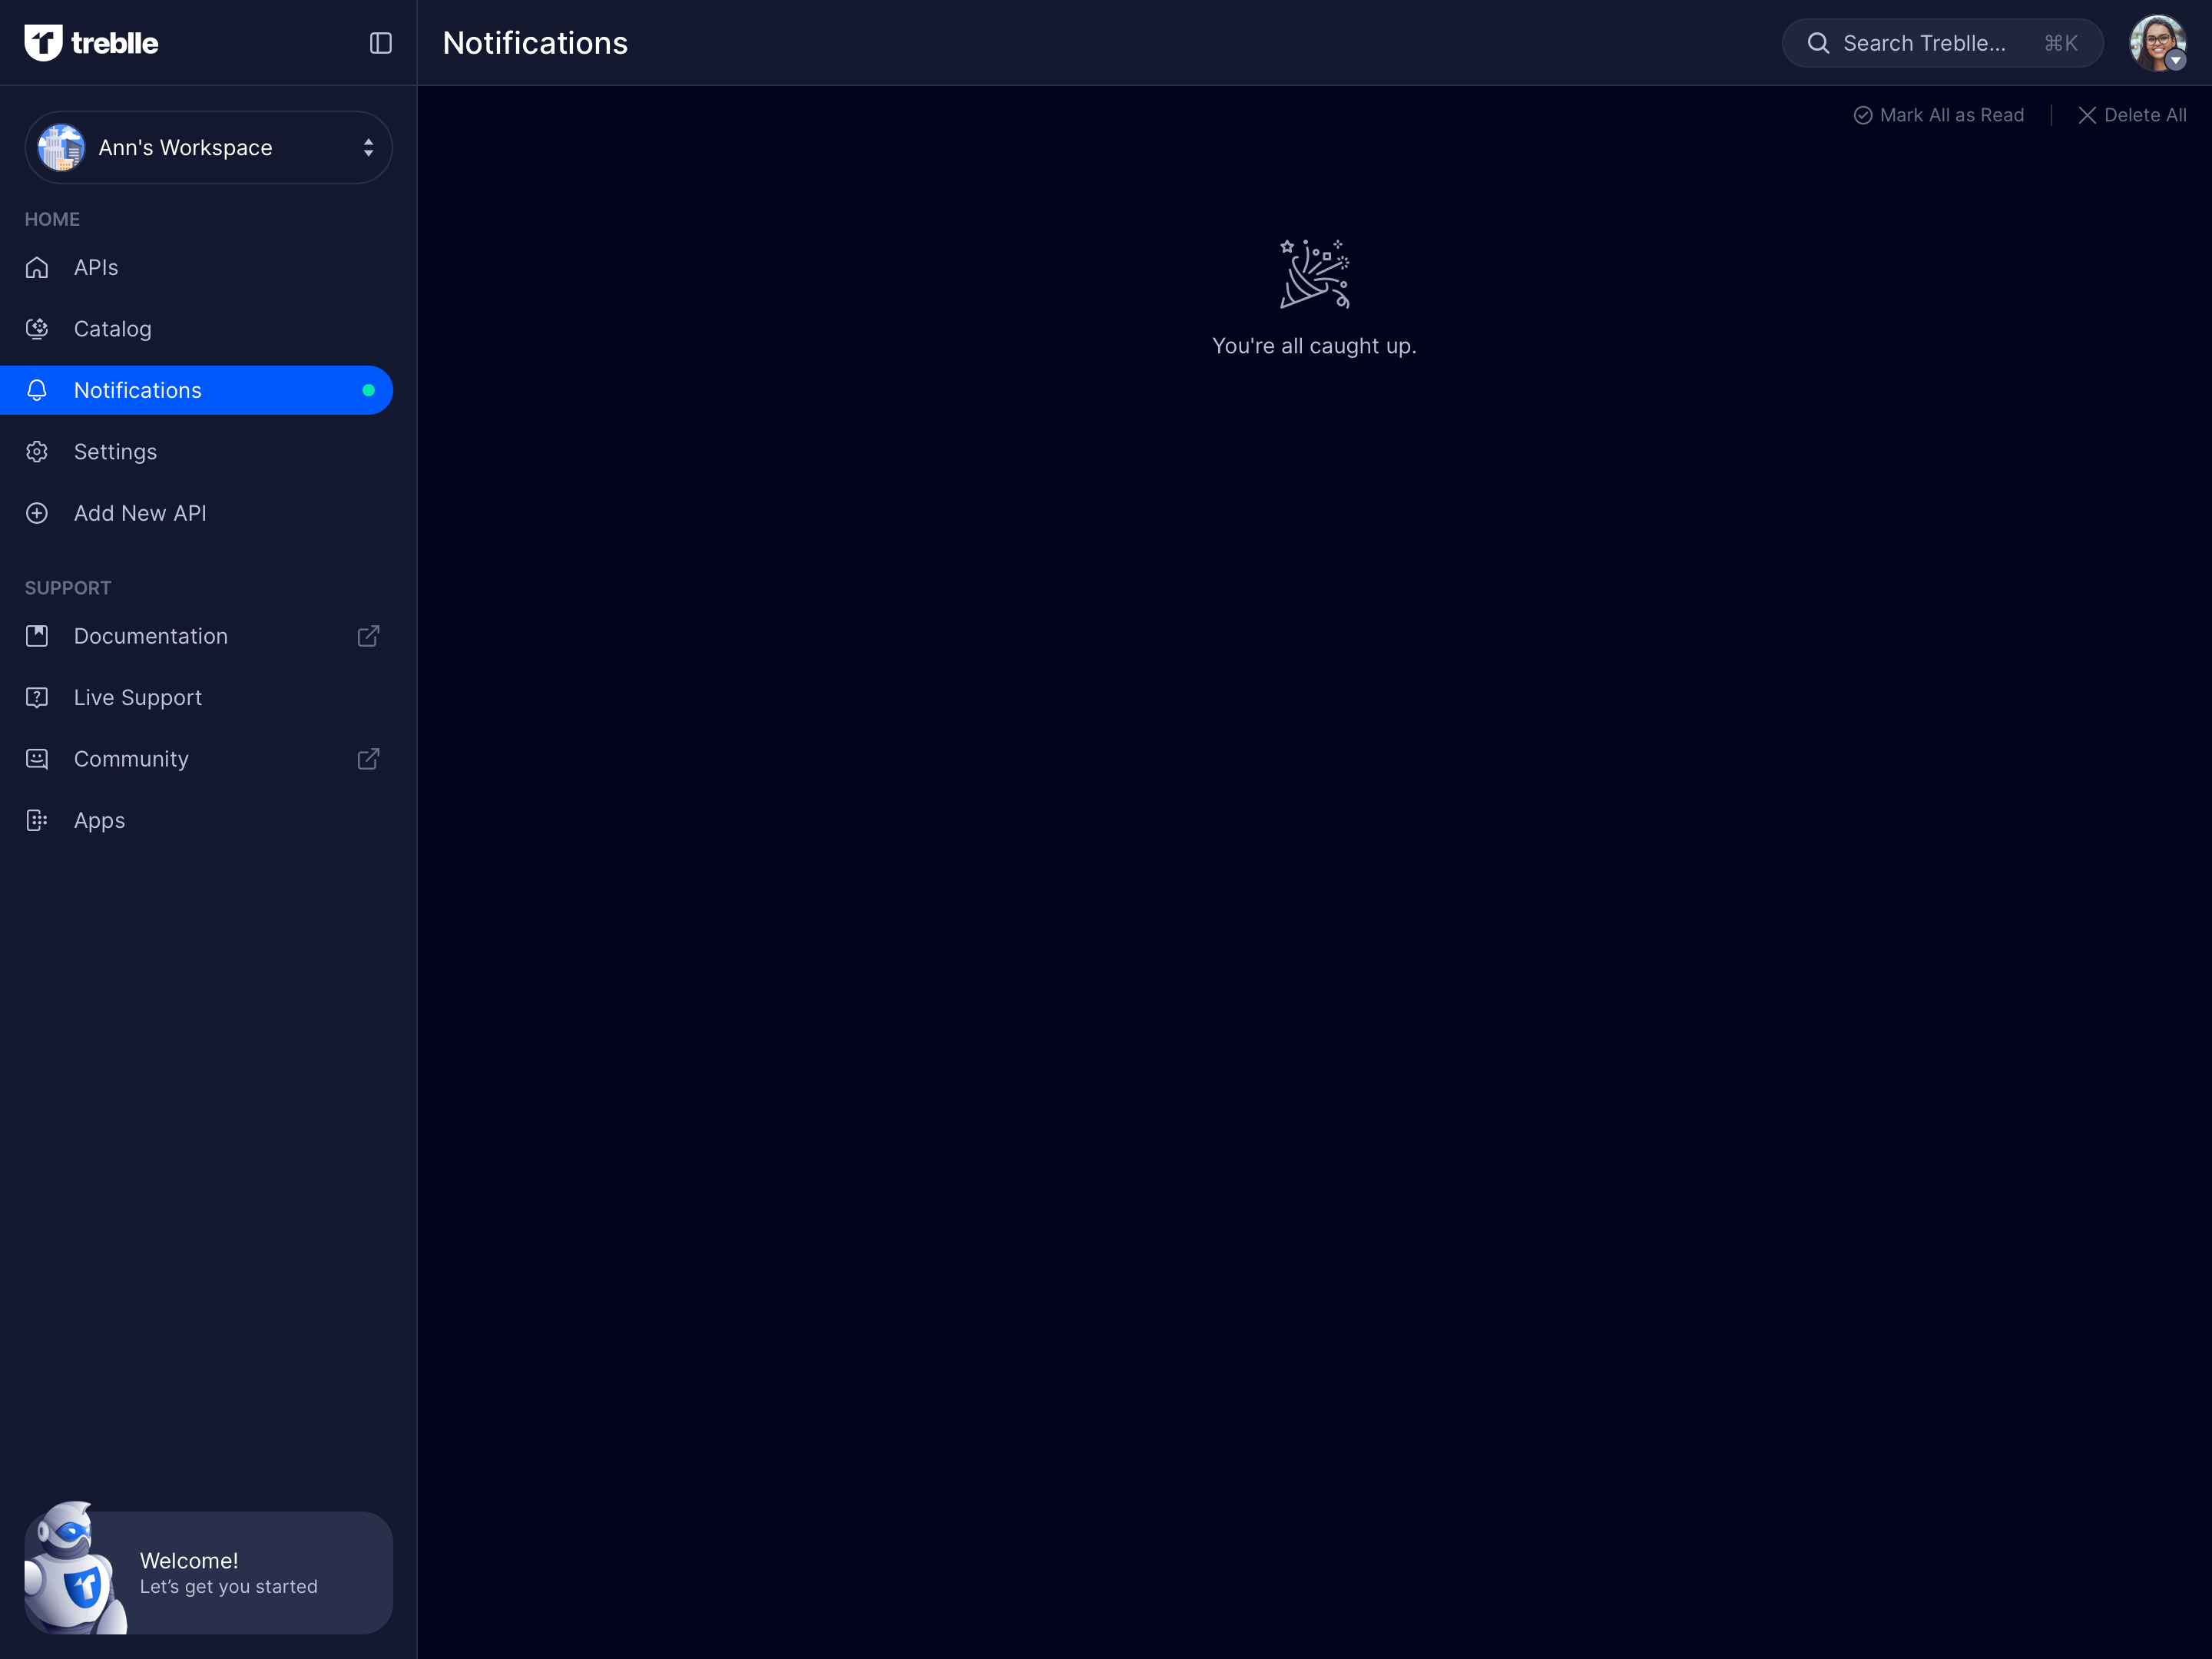 treblle
Notifications
Search Treblle...
⌘K
Ann's Workspace
Mark All as Read
Delete All
HOME
APIs
Catalog
Notifications
Settings
Add New API
SUPPORT
Documentation
Live Support
Community
Apps
You're all caught up.
Welcome!
Let’s get you started